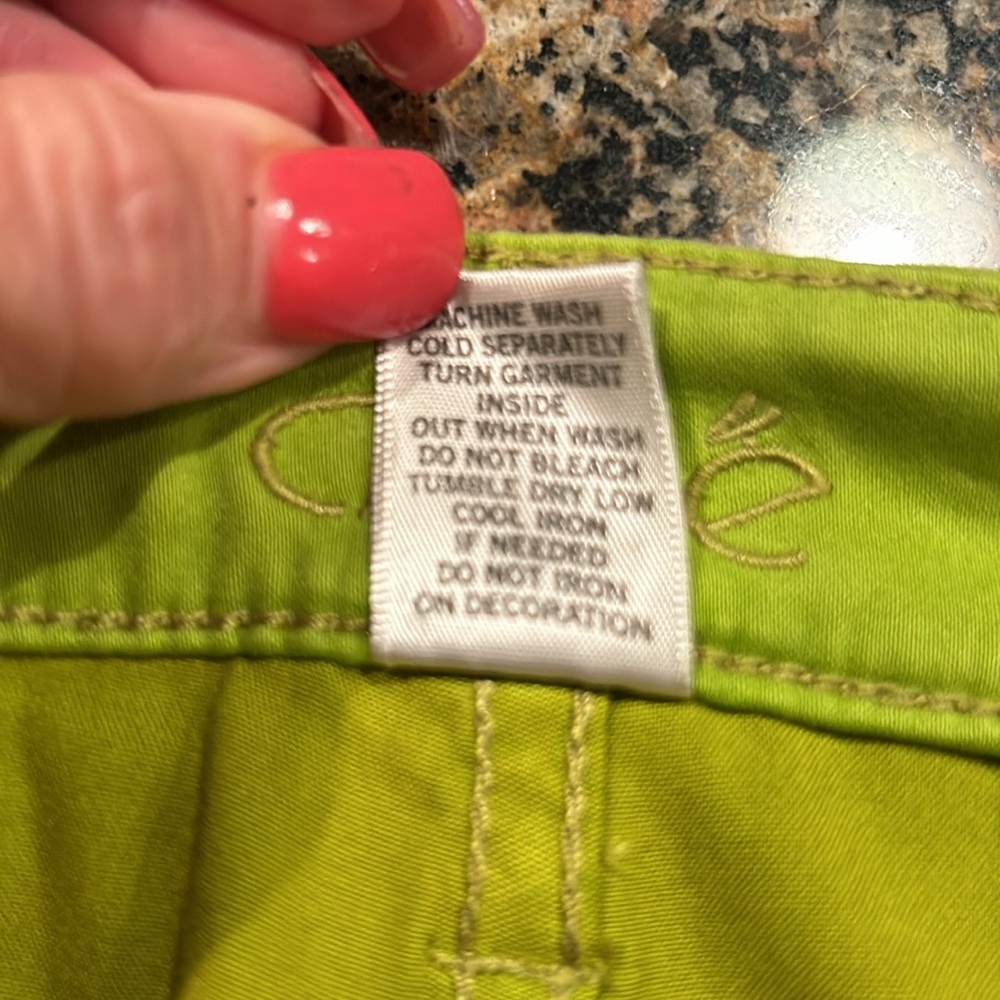 MACHINE WASH
COLD SEPARATELY
TURN GARMENT
INSIDE
OUT WHEN WASH
DO NOT BLEACH
TUMBLE DRY LOW
COOL IRON
IF NEEDED
DO NOT IRON
ON DECORATION